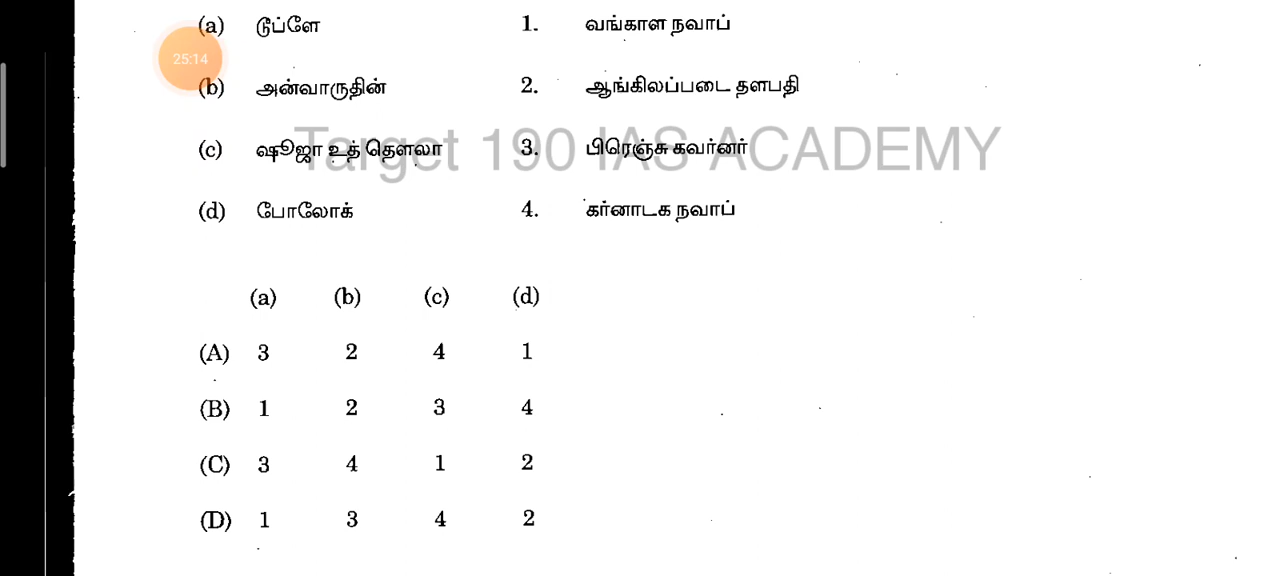 (a) டூப்ளே 1. வங்காள நவாப்
25:14
(b) அன்வாருதின் 2. ஆங்கிலப்படை தளபதி
Target 190 IAS ACADEMY
(c) ஷூஜா உத் தௌலா 3. பிரெஞ்சு கவர்னர்
(d) போலோக் 4. கர்னாடக நவாப்
(a) (b) (c) (d)
(A) 3 2 4 1
(B) 1 2 3 4
(C) 3 4 1 2
(D) 1 3 4 2